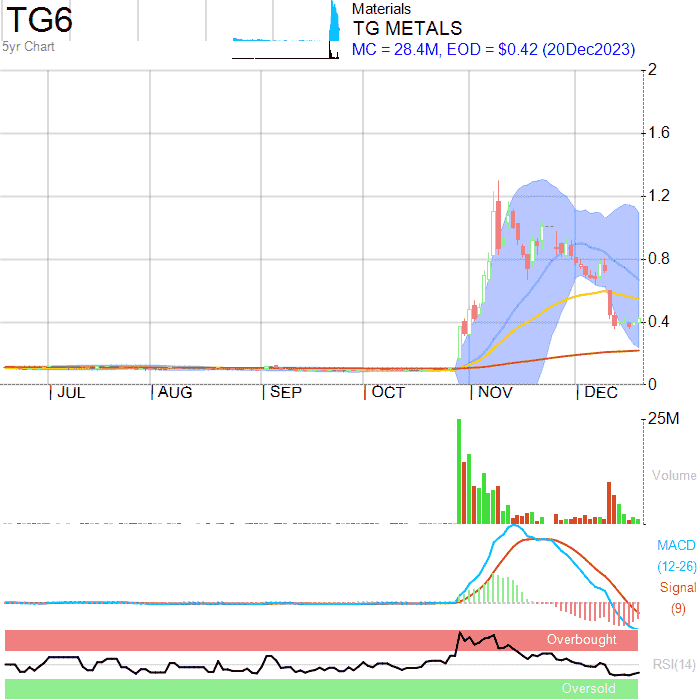 TG6
5yr Chart
Materials
TG METALS
MC = 28.4M, EOD = $0.42 (20Dec2023)
2
1.6
1.2
0.8
0.4
0
JUL
AUG
SEP
OCT
NOV
DEC
25M
Volume
MACD
(12-26)
Signal
(9)
Overbought
RSI(14)
Oversold